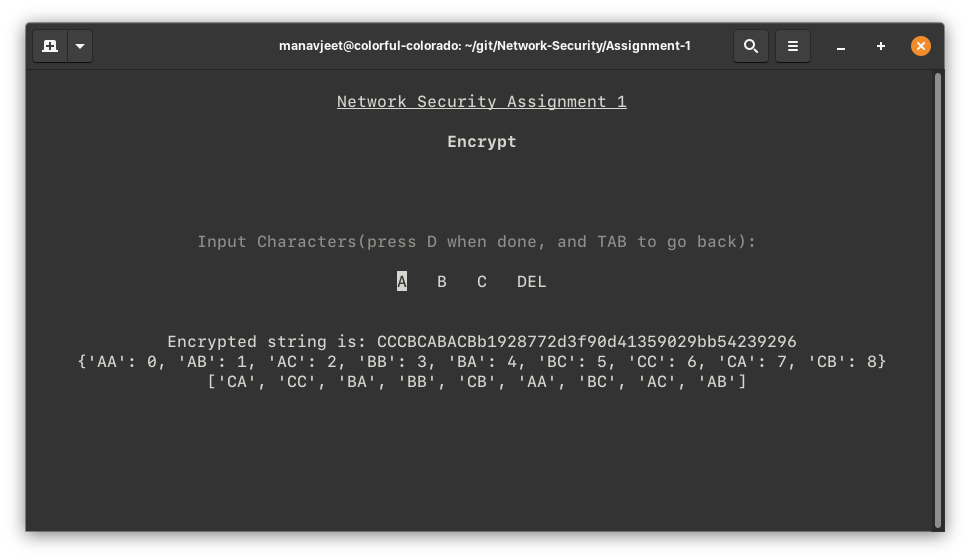 manavjeet@colorful-colorado: ~/git/Network-Security/Assignment-1
Network Security Assignment 1
Encrypt
Input Characters(press D when done, and TAB to go back):
A B C DEL
Encrypted string is: CCCBCABACBb1928772d3f90d41359029bb54239296
{'AA': 0, 'AB': 1, 'AC': 2, 'BB': 3, 'BA': 4, 'BC': 5, 'CC': 6, 'CA': 7, 'CB': 8}
['CA', 'CC', 'BA', 'BB', 'CB', 'AA', 'BC', 'AC', 'AB']